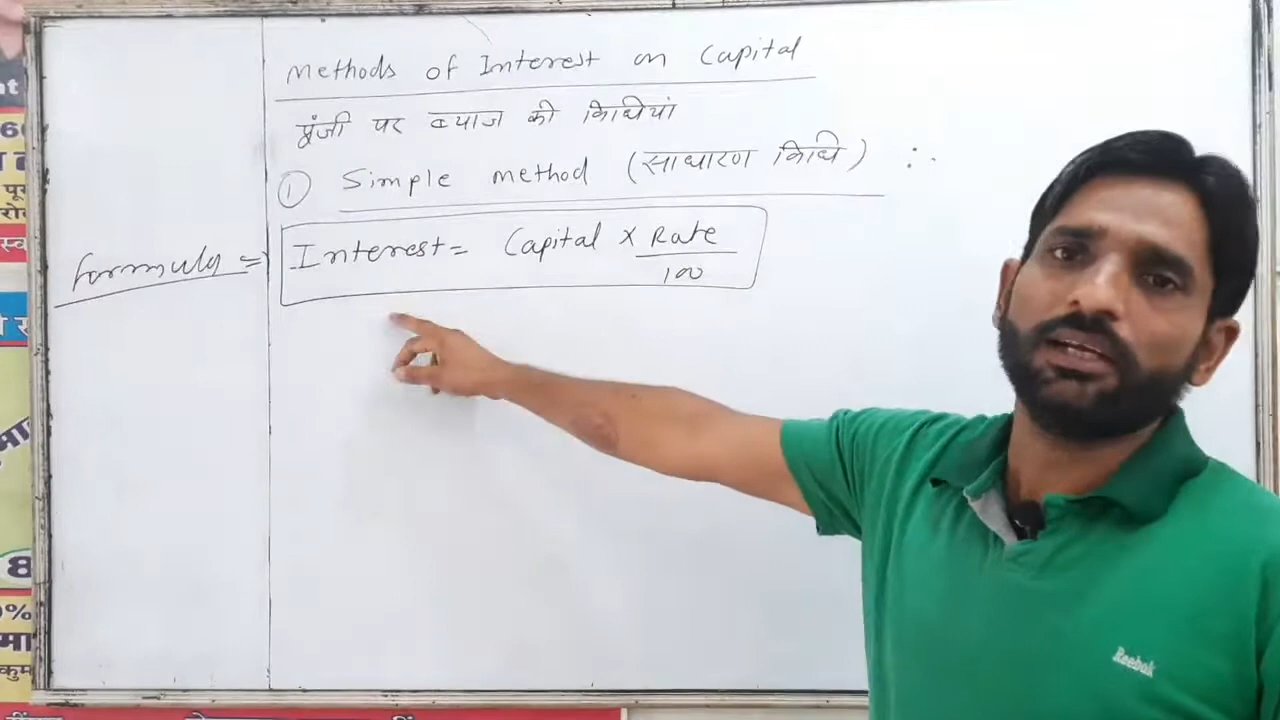 Methods of Interest on Capital
पूंजी पर ब्याज की विधियां
① Simple method (साधारण विधि) :-
formula =) Interest = Capital × Rate / 100
Reebok